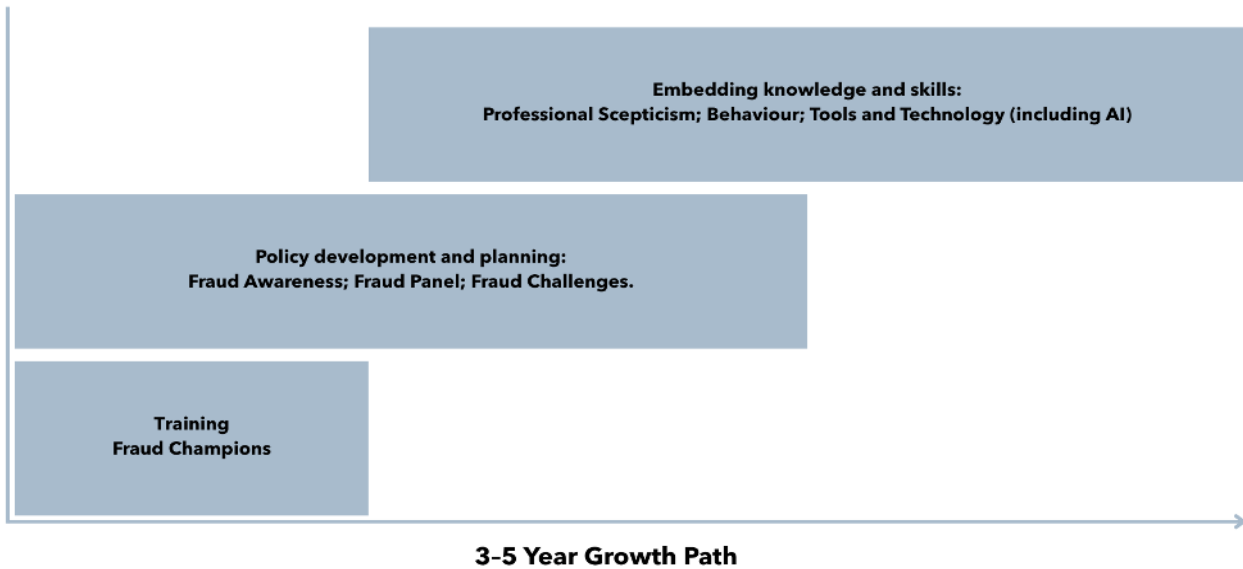 Embedding knowledge and skills:
Professional Scepticism; Behaviour; Tools and Technology (including AI)
Policy development and planning:
Fraud Awareness; Fraud Panel; Fraud Challenges.
Training
Fraud Champions
3–5 Year Growth Path